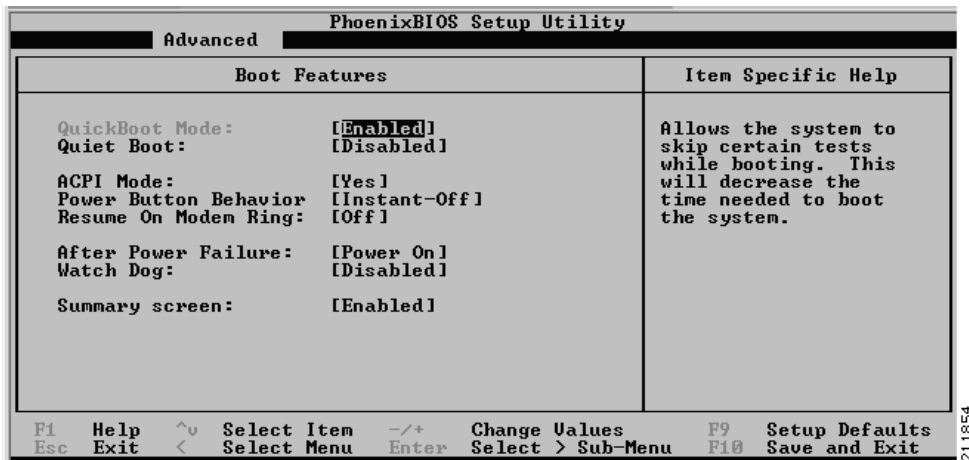 PhoenixBIOS Setup Utility
Advanced
Boot Features
Item Specific Help
QuickBoot Mode: [Enabled]
Quiet Boot: [Disabled]
ACPI Mode: [Yes]
Power Button Behavior [Instant-Off]
Resume On Modem Ring: [Off]
After Power Failure: [Power On]
Watch Dog: [Disabled]
Summary screen: [Enabled]
Allows the system to
skip certain tests
while booting. This
will decrease the
time needed to boot
the system.
F1 Help ^v Select Item -/+ Change Values F9 Setup Defaults
Esc Exit < Select Menu Enter Select > Sub-Menu F10 Save and Exit
211854